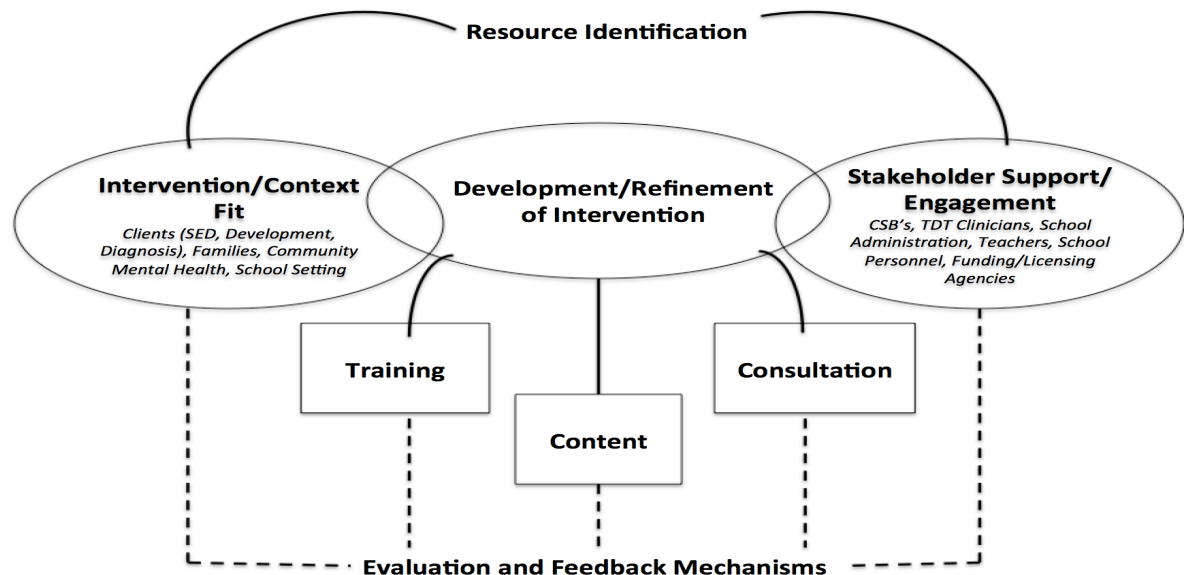 Resource Identification
Intervention/Context
Fit
Clients (SED, Development,
Diagnosis), Families, Community
Mental Health, School Setting
Development/Refinement
of Intervention
Stakeholder Support/
Engagement
CSB's, TDT Clinicians, School
Administration, Teachers, School
Personnel, Funding/Licensing
Agencies
Training
Content
Consultation
Evaluation and Feedback Mechanisms